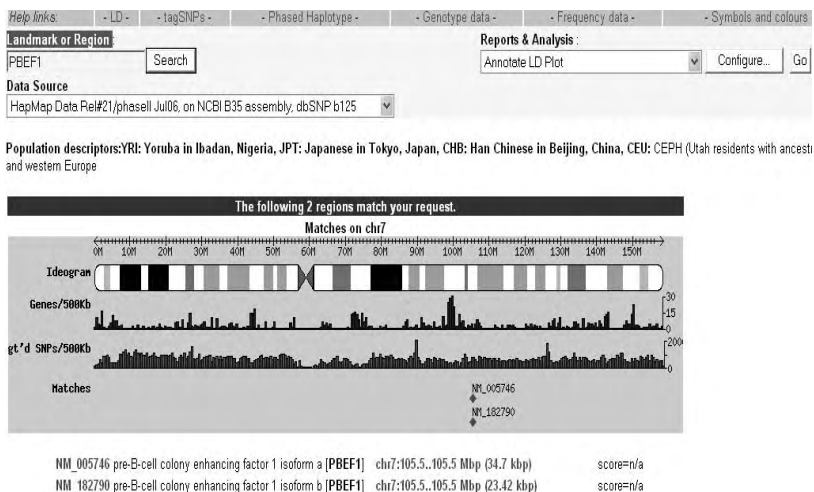 Help links: - LD - - tagSNPs - - Phased Haplotype - - Genotype data - - Frequency data - - Symbols and colours
Landmark or Region : Reports & Analysis :
PBEF1 Search Annotate LD Plot Configure... Go
Data Source
HapMap Data Rel#21/phaseII Jul06, on NCBI B35 assembly, dbSNP b125
Population descriptors:YRI: Yoruba in Ibadan, Nigeria, JPT: Japanese in Tokyo, Japan, CHB: Han Chinese in Beijing, China, CEU: CEPH (Utah residents with ancest
and western Europe
The following 2 regions match your request.
Matches on chr7
0M 10M 20M 30M 40M 50M 60M 70M 80M 90M 100M 110M 120M 130M 140M 150M
Ideogram
Genes/500Kb 30
15
0
gt'd SNPs/500Kb 200
0
Matches NM_005746
NM_182790
NM_005746 pre-B-cell colony enhancing factor 1 isoform a [PBEF1] chr7:105.5..105.5 Mbp (34.7 kbp) score=n/a
NM_182790 pre-B-cell colony enhancing factor 1 isoform b [PBEF1] chr7:105.5..105.5 Mbp (23.42 kbp) score=n/a